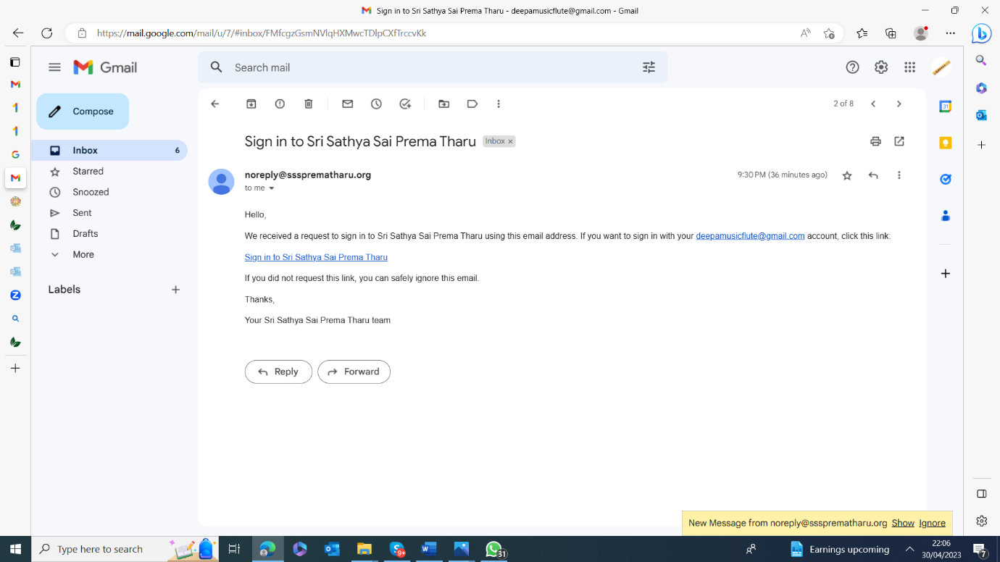 Sign in to Sri Sathya Sai Prema Tharu - deepamusicflute@gmail.com - Gmail
https://mail.google.com/mail/u/7/#inbox/FMfcgzGsmNVlqHXMwcTDlpCXfTrccvKk
Gmail
Search mail
Compose
2 of 8
Sign in to Sri Sathya Sai Prema Tharu Inbox ×
Inbox 6
noreply@sssprematharu.org 9:30 PM (36 minutes ago)
to me
Starred
Snoozed
Sent
Drafts
More
Labels
Hello,
We received a request to sign in to Sri Sathya Sai Prema Tharu using this email address. If you want to sign in with your deepamusicflute@gmail.com account, click this link:
Sign in to Sri Sathya Sai Prema Tharu
If you did not request this link, you can safely ignore this email.
Thanks,
Your Sri Sathya Sai Prema Tharu team
Reply Forward
31
New Message from noreply@sssprematharu.org Show Ignore
Type here to search
9+
31
Earnings upcoming
22:06
30/04/2023
7